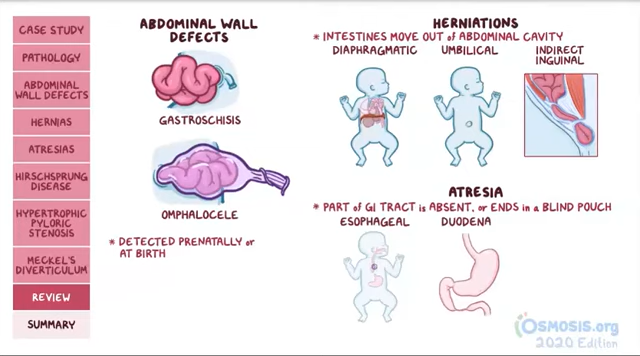 CASE STUDY
PATHOLOGY
ABDOMINAL
WALL DEFECTS
HERNIAS
ATRESIAS
HIRSCHSPRUNG
DISEASE
HYPERTROPHIC
PYLORIC
STENOSIS
MECKEL'S
DIVERTICULUM
REVIEW
SUMMARY
ABDOMINAL WALL
DEFECTS
GASTROSCHISIS
OMPHALOCELE
* DETECTED PRENATALLY or
AT BIRTH
HERNIATIONS
* INTESTINES MOVE OUT of ABDOMINAL CAVITY
DIAPHRAGMATIC
UMBILICAL
INDIRECT
INGUINAL
ATRESIA
* PART OF GI TRACT is ABSENT, or ENDS in a BLIND POUCH
ESOPHAGEAL
DUODENA
OSMOSIS.org
2020 Edition